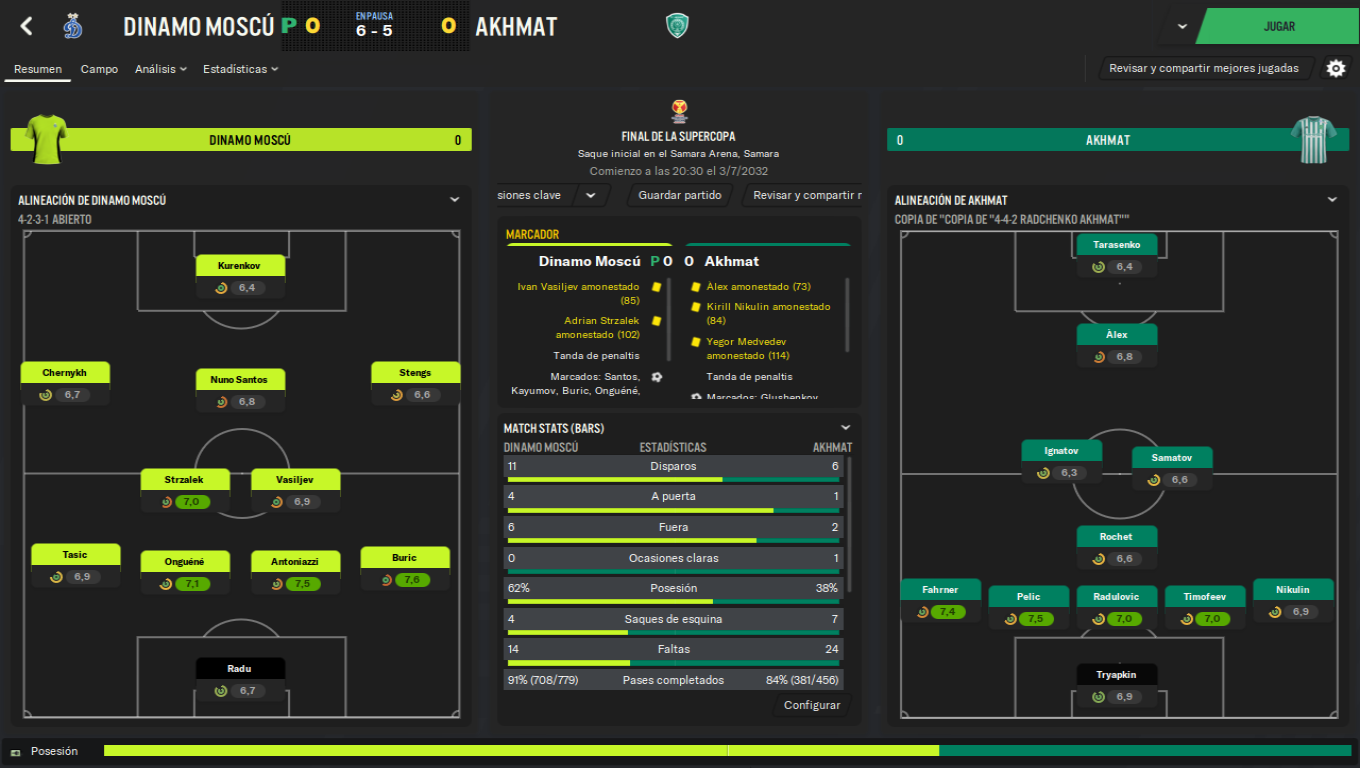 DINAMO MOSCÚ P 0 EN PAUSA 0 AKHMAT
6 - 5
JUGAR
Resumen Campo Análisis Estadísticas
Revisar y compartir mejores jugadas
DINAMO MOSCÚ 0
ALINEACIÓN DE DINAMO MOSCÚ
4-2-3-1 ABIERTO
Kurenkov
6,4
Chernykh
6,7
Nuno Santos
6,8
Stengs
6,6
Strzalek
7,0
Vasiljev
6,9
Tasic
6,9
Onguéné
7,1
Antoniazzi
7,5
Buric
7,6
Radu
6,7
FINAL DE LA SUPERCOPA
Saque inicial en el Samara Arena, Samara
Comienzo a las 20:30 el 3/7/2032
siones clave
Guardar partido
Revisar y compartir r
MARCADOR
Dinamo Moscú P 0 0 Akhmat
Ivan Vasiljev amonestado
(85)
Adrian Strzalek
amonestado (102)
Tanda de penaltis
Marcados: Santos,
Kayumov, Buric, Onguéné,
Àlex amonestado (73)
Kirill Nikulin amonestado
(84)
Yegor Medvedev
amonestado (114)
Tanda de penaltis
Marcados: Glushenkov
MATCH STATS (BARS)
DINAMO MOSCÚ ESTADÍSTICAS AKHMAT
11 Disparos 6
4 A puerta 1
6 Fuera 2
0 Ocasiones claras 1
62% Posesión 38%
4 Saques de esquina 7
14 Faltas 24
91% (708/779) Pases completados 84% (381/456)
Configurar
0 AKHMAT
ALINEACIÓN DE AKHMAT
COPIA DE "COPIA DE "4-4-2 RADCHENKO AKHMAT""
Tarasenko
6,4
Àlex
6,8
Ignatov
6,3
Samatov
6,6
Rochet
6,6
Fahrner
7,4
Pelic
7,5
Radulovic
7,0
Timofeev
7,0
Nikulin
6,9
Tryapkin
6,9
Posesión